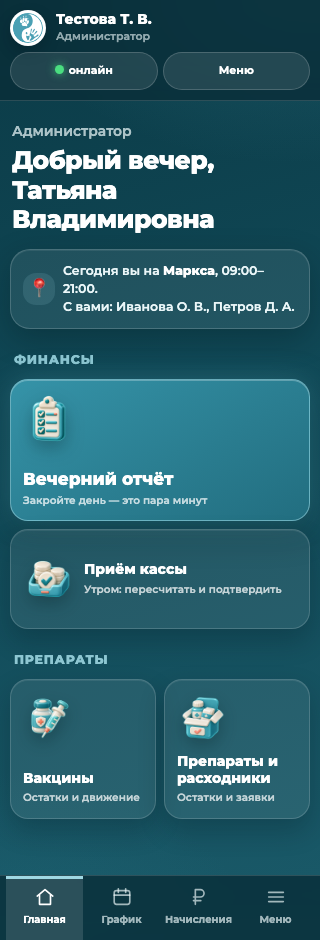 Тестова Т. В.
Администратор
онлайн
Меню
Администратор
Добрый вечер,
Татьяна
Владимировна
Сегодня вы на Маркса, 09:00–
21:00.
С вами: Иванова О. В., Петров Д. А.
ФИНАНСЫ
Вечерний отчёт
Закройте день — это пара минут
Приём кассы
Утром: пересчитать и подтвердить
ПРЕПАРАТЫ
Вакцины
Остатки и движение
Препараты и
расходники
Остатки и заявки
Главная
График
Начисления
Меню